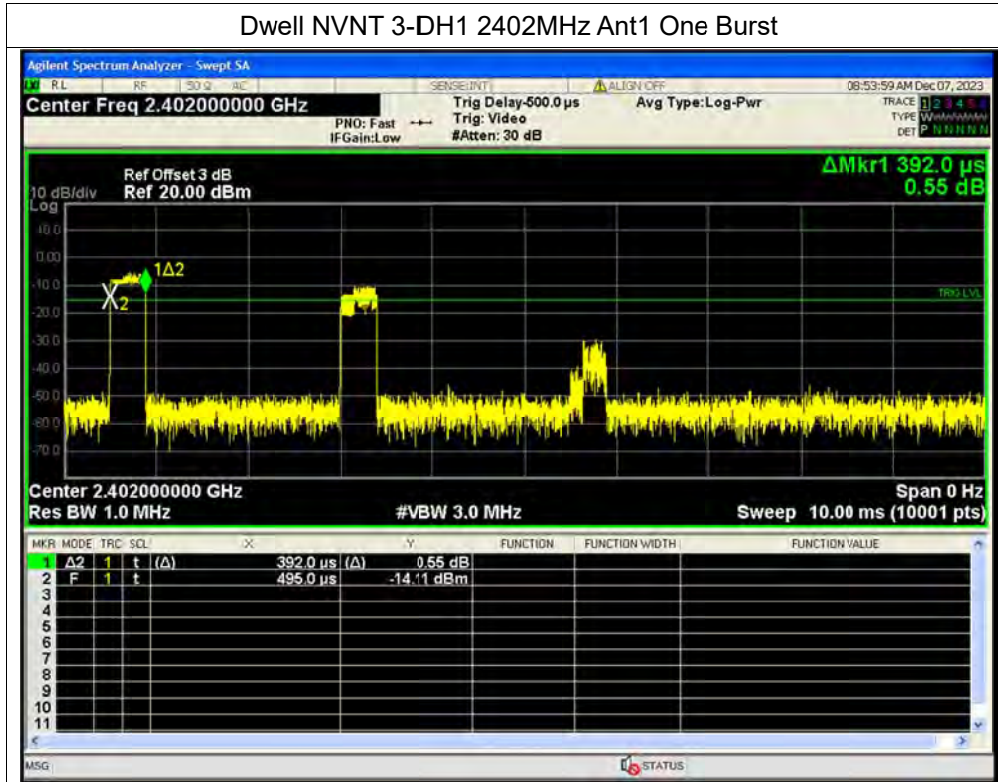 Dwell NVNT 3-DH1 2402MHz Ant1 One Burst
Agilent Spectrum Analyzer - Swept SA
RL RF 50 Ω AC SENSE:INT ALIGN OFF 08:53:59 AM Dec 07, 2023
Center Freq 2.402000000 GHz
PNO: Fast
IFGain:Low
Trig Delay-500.0 µs
Trig: Video
#Atten: 30 dB
Avg Type:Log-Pwr
TRACE 1 2 3 4 5 6
TYPE W
DET P N N N N N
ΔMkr1 392.0 µs
0.55 dB
Ref Offset 3 dB
10 dB/div Ref 20.00 dBm
Log
10.0
0.00
1Δ2
-10.0
2
TRIG LVL
-20.0
-30.0
-40.0
-50.0
-60.0
-70.0
Center 2.402000000 GHz Span 0 Hz
Res BW 1.0 MHz #VBW 3.0 MHz Sweep 10.00 ms (10001 pts)
MKR MODE TRC SCL X Y FUNCTION FUNCTION WIDTH FUNCTION VALUE
1 Δ2 1 t (Δ) 392.0 µs (Δ) 0.55 dB
2 F 1 t 495.0 µs -14.11 dBm
3
4
5
6
7
8
9
10
11
MSG STATUS